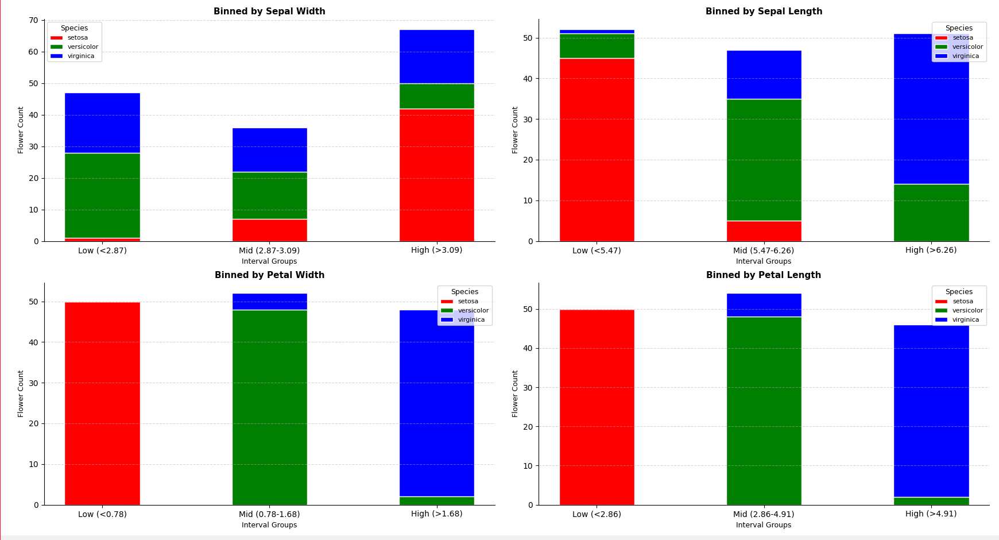 Binned by Sepal Width
70
60
50
40
30
20
10
0
Flower Count
Species
setosa
versicolor
virginica
Low (<2.87)
Mid (2.87-3.09)
High (>3.09)
Interval Groups
Binned by Sepal Length
50
40
30
20
10
0
Flower Count
Species
setosa
versicolor
virginica
Low (<5.47)
Mid (5.47-6.26)
High (>6.26)
Interval Groups
Binned by Petal Width
50
40
30
20
10
0
Flower Count
Species
setosa
versicolor
virginica
Low (<0.78)
Mid (0.78-1.68)
High (>1.68)
Interval Groups
Binned by Petal Length
50
40
30
20
10
0
Flower Count
Species
setosa
versicolor
virginica
Low (<2.86)
Mid (2.86-4.91)
High (>4.91)
Interval Groups